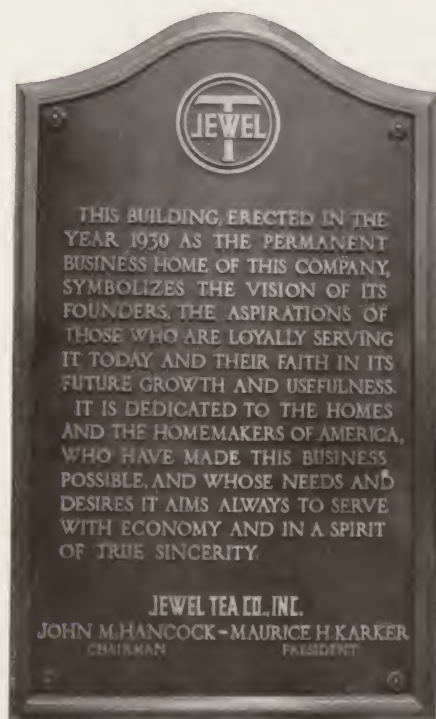 T
JEWEL
THIS BUILDING, ERECTED IN THE
YEAR 1930 AS THE PERMANENT
BUSINESS HOME OF THIS COMPANY,
SYMBOLIZES THE VISION OF ITS
FOUNDERS, THE ASPIRATIONS OF
THOSE WHO ARE LOYALLY SERVING
IT TODAY AND THEIR FAITH IN ITS
FUTURE GROWTH AND USEFULNESS.
IT IS DEDICATED TO THE HOMES
AND THE HOMEMAKERS OF AMERICA,
WHO HAVE MADE THIS BUSINESS
POSSIBLE, AND WHOSE NEEDS AND
DESIRES IT AIMS ALWAYS TO SERVE
WITH ECONOMY AND IN A SPIRIT
OF TRUE SINCERITY.
JEWEL TEA CO., INC.
JOHN M. HANCOCK - MAURICE H. KARKER
CHAIRMAN PRESIDENT